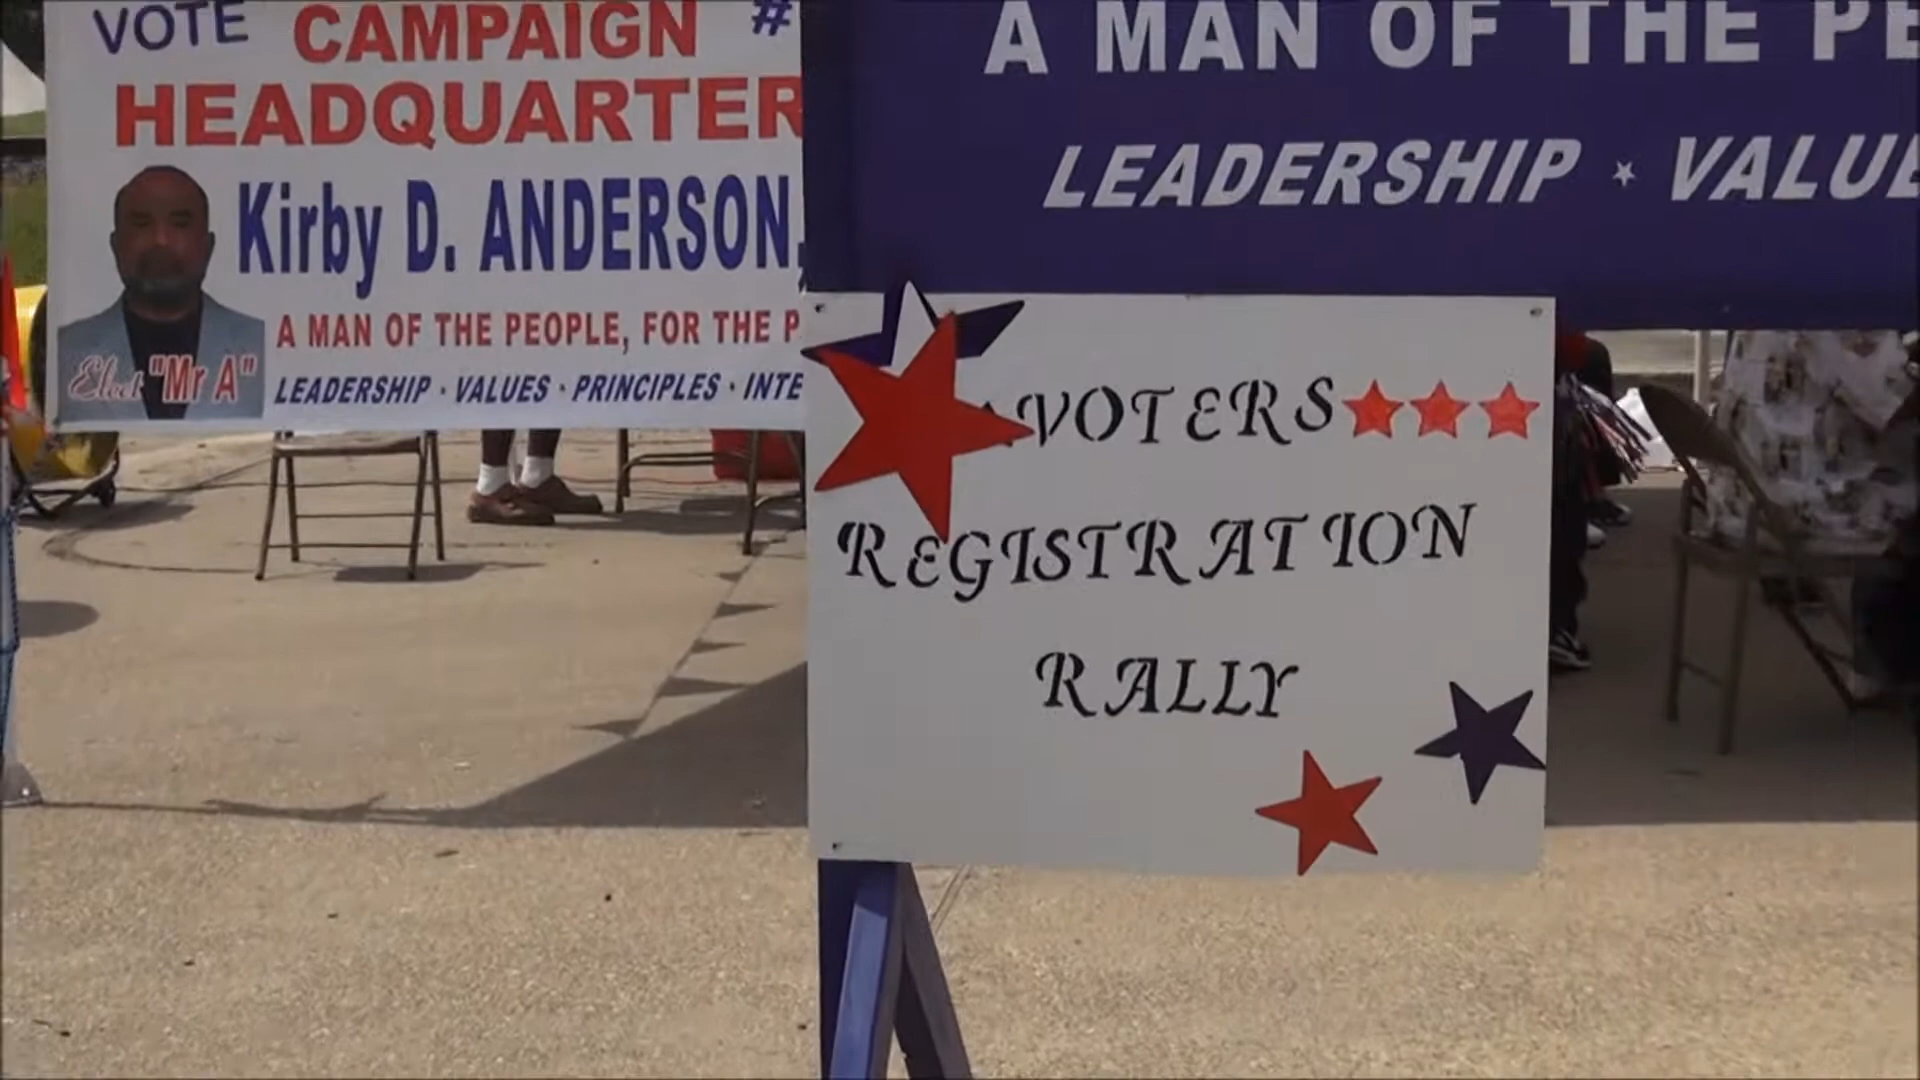 VOTE
CAMPAIGN
#
HEADQUARTER
Kirby D. ANDERSON,
A MAN OF THE PEOPLE, FOR THE P
Elect "Mr A"
LEADERSHIP · VALUES · PRINCIPLES · INTE
A MAN OF THE PE
LEADERSHIP ★ VALUE
VOTERS
REGISTRATION
RALLY